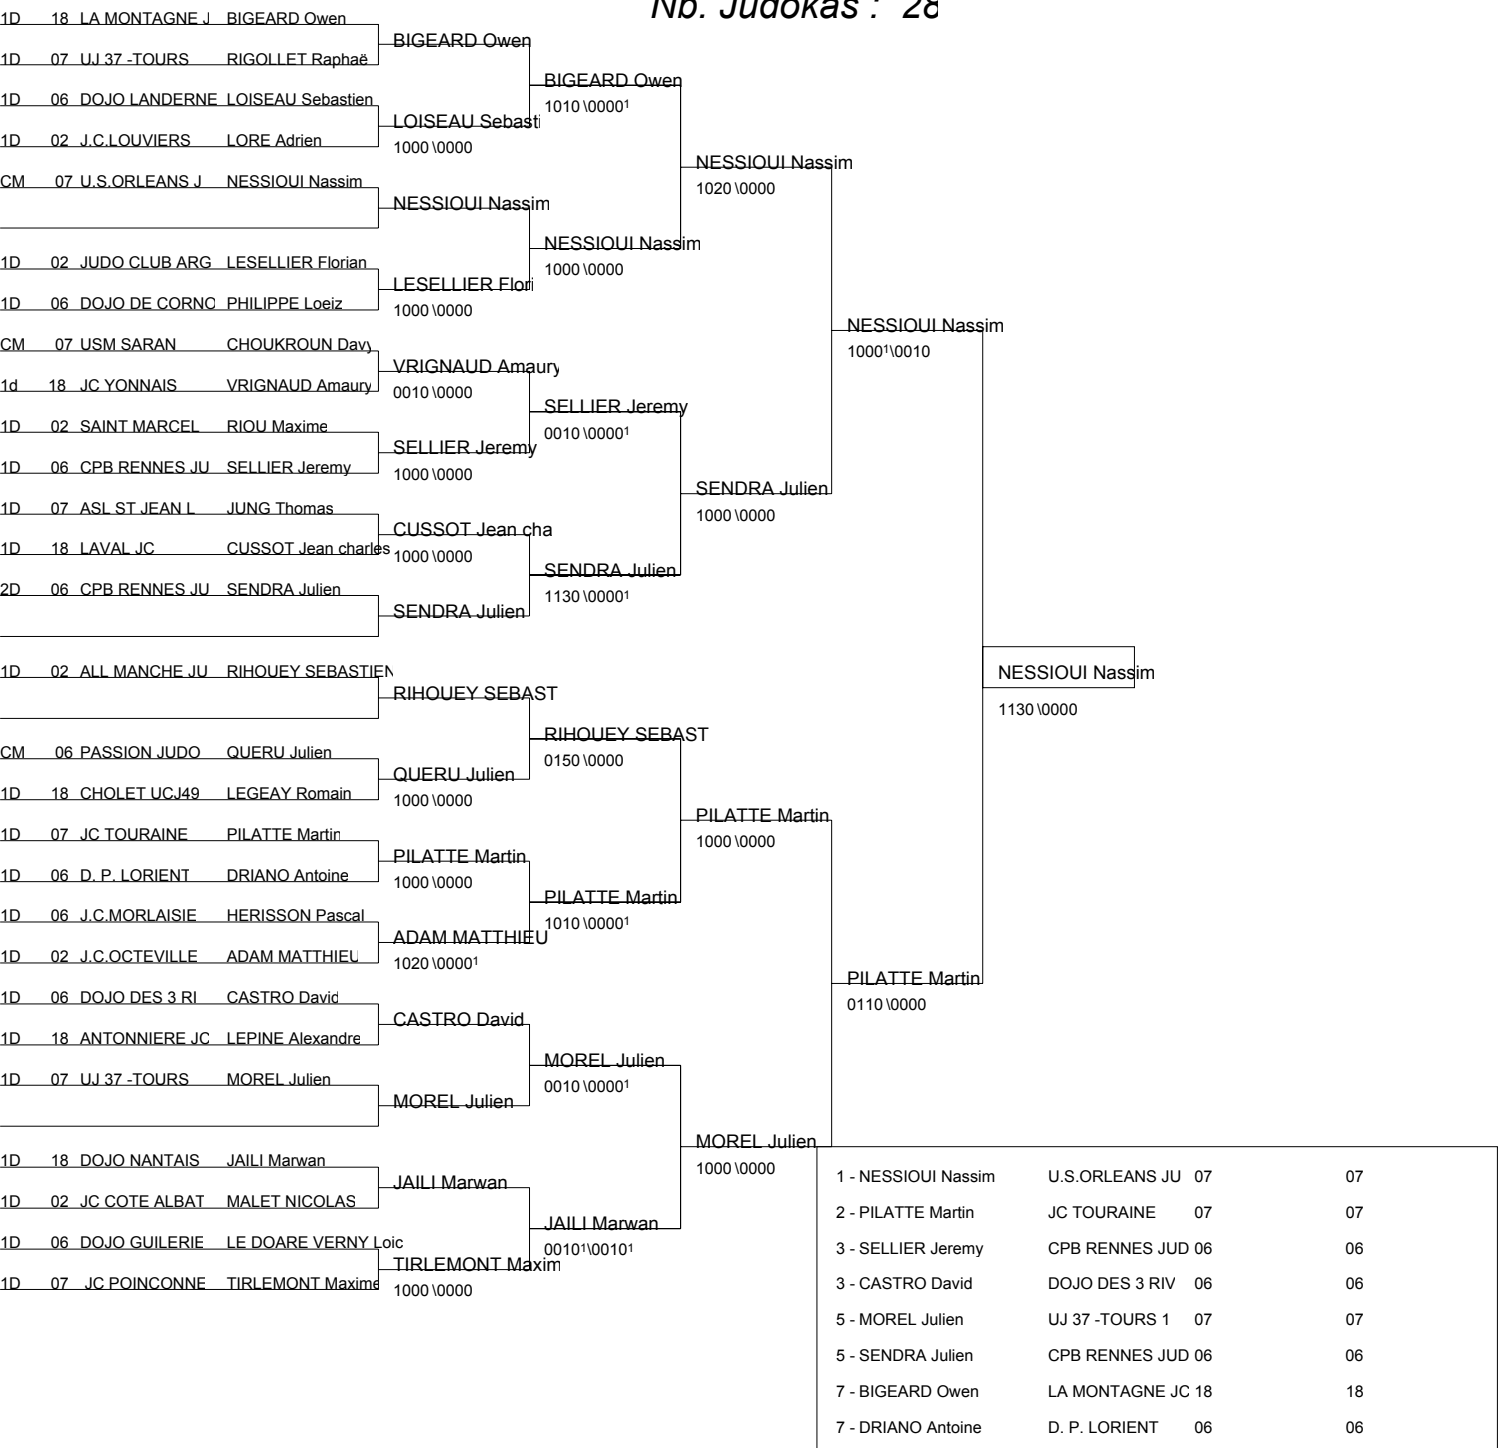 Nb. Judokas : 28
1D 18 LA MONTAGNE J BIGEARD Owen
BIGEARD Owen
1D 07 UJ 37 -TOURS RIGOLLET Raphaë
BIGEARD Owen
1D 06 DOJO LANDERNE LOISEAU Sebastien
1010 \0000¹
LOISEAU Sebasti
1D 02 J.C.LOUVIERS LORE Adrien
1000 \0000
NESSIOUI Nassim
CM 07 U.S.ORLEANS J NESSIOUI Nassim
1020 \0000
NESSIOUI Nassim
NESSIOUI Nassim
1D 02 JUDO CLUB ARG LESELLIER Florian
1000 \0000
LESELLIER Flori
1D 06 DOJO DE CORNO PHILIPPE Loeiz
1000 \0000
NESSIOUI Nassim
CM 07 USM SARAN CHOUKROUN Davy
1000¹\0010
VRIGNAUD Amaury
1d 18 JC YONNAIS VRIGNAUD Amaury
0010 \0000
SELLIER Jeremy
1D 02 SAINT MARCEL RIOU Maxime
0010 \0000¹
SELLIER Jeremy
1D 06 CPB RENNES JU SELLIER Jeremy
1000 \0000
SENDRA Julien
1D 07 ASL ST JEAN L JUNG Thomas
1000 \0000
CUSSOT Jean cha
1D 18 LAVAL JC CUSSOT Jean charles
1000 \0000
SENDRA Julien
2D 06 CPB RENNES JU SENDRA Julien
1130 \0000¹
SENDRA Julien
1D 02 ALL MANCHE JU RIHOUEY SEBASTIEN
NESSIOUI Nassim
RIHOUEY SEBAST
1130 \0000
RIHOUEY SEBAST
CM 06 PASSION JUDO QUERU Julien
0150 \0000
QUERU Julien
1D 18 CHOLET UCJ49 LEGEAY Romain
1000 \0000
PILATTE Martin
1D 07 JC TOURAINE PILATTE Martin
1000 \0000
PILATTE Martin
1D 06 D. P. LORIENT DRIANO Antoine
1000 \0000
PILATTE Martin
1D 06 J.C.MORLAISIE HERISSON Pascal
1010 \0000¹
ADAM MATTHIEU
1D 02 J.C.OCTEVILLE ADAM MATTHIEU
1020 \0000¹
PILATTE Martin
1D 06 DOJO DES 3 RI CASTRO David
0110 \0000
CASTRO David
1D 18 ANTONNIERE JC LEPINE Alexandre
MOREL Julien
1D 07 UJ 37 -TOURS MOREL Julien
0010 \0000¹
MOREL Julien
MOREL Julien
1D 18 DOJO NANTAIS JAILI Marwan
1000 \0000
JAILI Marwan
1D 02 JC COTE ALBAT MALET NICOLAS
JAILI Marwan
1D 06 DOJO GUILERIE LE DOARE VERNY Loic
0010¹\0010¹
TIRLEMONT Maxim
1D 07 JC POINCONNE TIRLEMONT Maxime
1000 \0000
1 - NESSIOUI Nassim U.S.ORLEANS JU 07 07
2 - PILATTE Martin JC TOURAINE 07 07
3 - SELLIER Jeremy CPB RENNES JUD 06 06
3 - CASTRO David DOJO DES 3 RIV 06 06
5 - MOREL Julien UJ 37 -TOURS 1 07 07
5 - SENDRA Julien CPB RENNES JUD 06 06
7 - BIGEARD Owen LA MONTAGNE JC 18 18
7 - DRIANO Antoine D. P. LORIENT 06 06